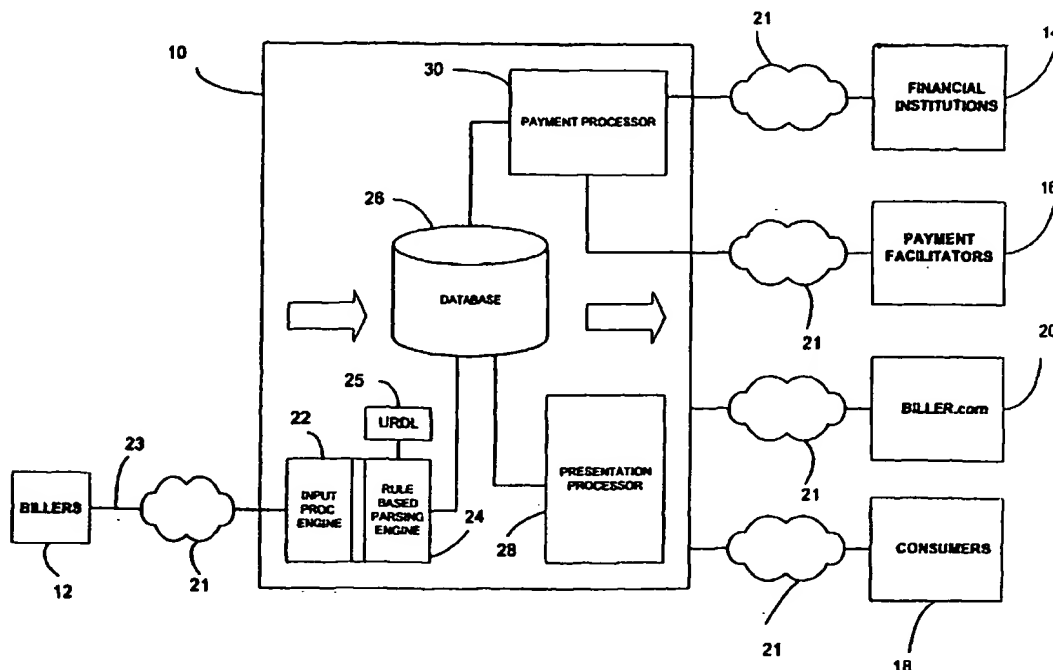 21
14
10
30
FINANCIAL
INSTITUTIONS
PAYMENT PROCESSOR
26
16
PAYMENT
FACILITATORS
DATABASE
21
20
25
URDL
22
BILLER.com
23
21
BILLERS
INPUT
PROC
ENGINE
RULE
BASED
PARSING
ENGINE
PRESENTATION
PROCESSOR
24
28
CONSUMERS
12
21
21
18